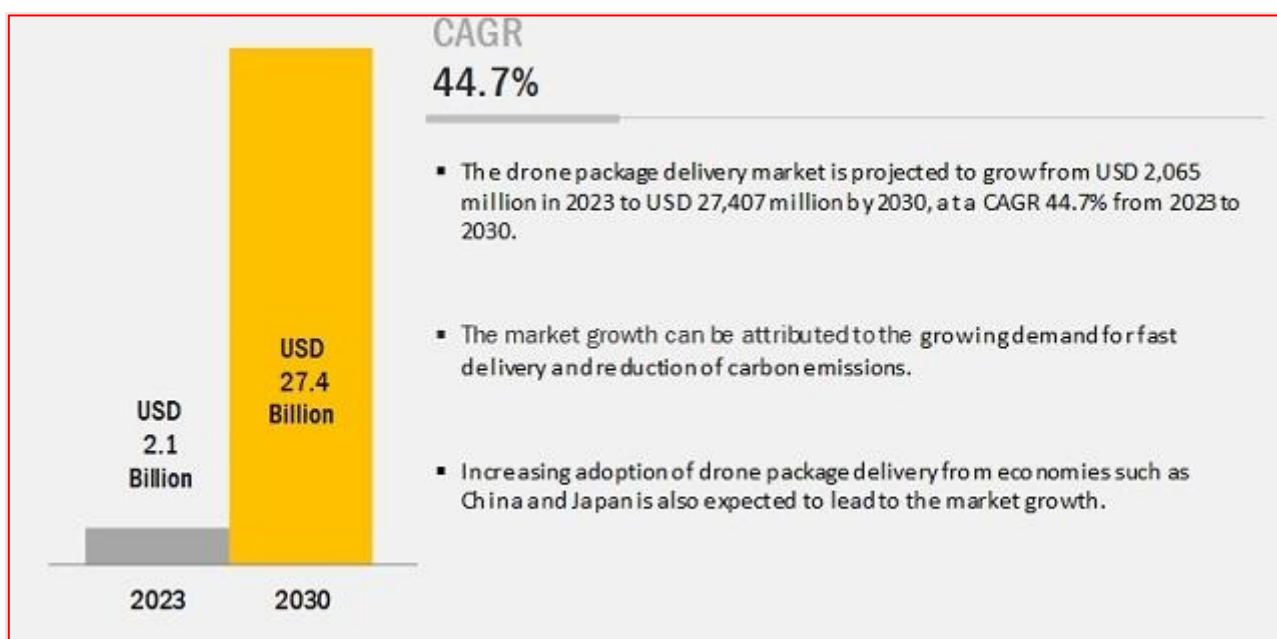 CAGR
44.7%
▪ The drone package delivery market is projected to grow from USD 2,065
million in 2023 to USD 27,407 million by 2030, at a CAGR 44.7% from 2023 to
2030.
▪ The market growth can be attributed to the growing demand for fast
delivery and reduction of carbon emissions.
▪ Increasing adoption of drone package delivery from economies such as
China and Japan is also expected to lead to the market growth.
USD
2.1
Billion
USD
27.4
Billion
2023
2030